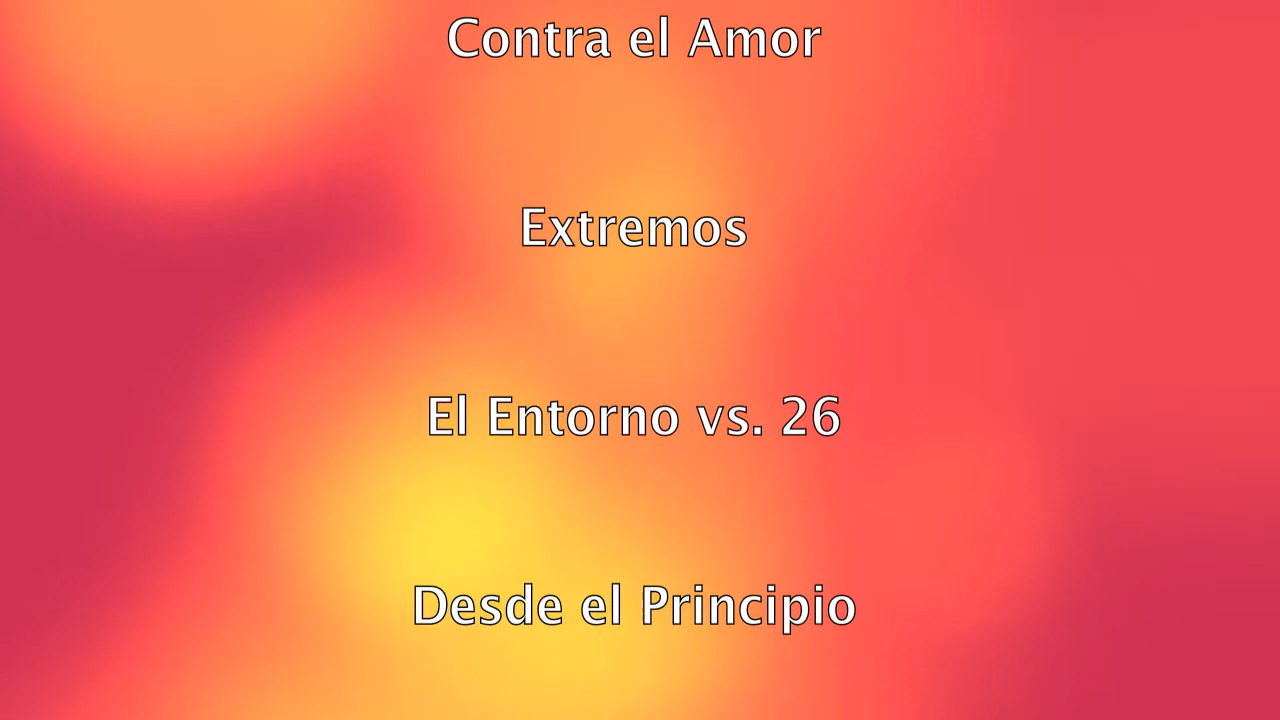 Contra el Amor
Extremos
El Entorno vs. 26
Desde el Principio